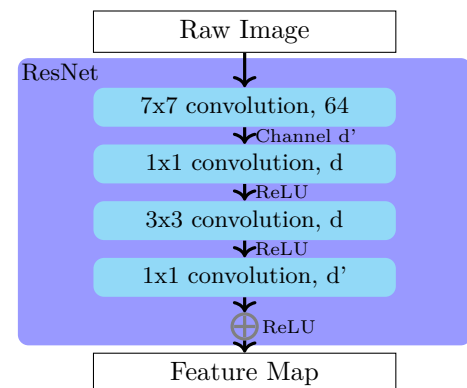 Raw Image
ResNet
7x7 convolution, 64
Channel d'
1x1 convolution, d
ReLU
3x3 convolution, d
ReLU
1x1 convolution, d'
ReLU
Feature Map